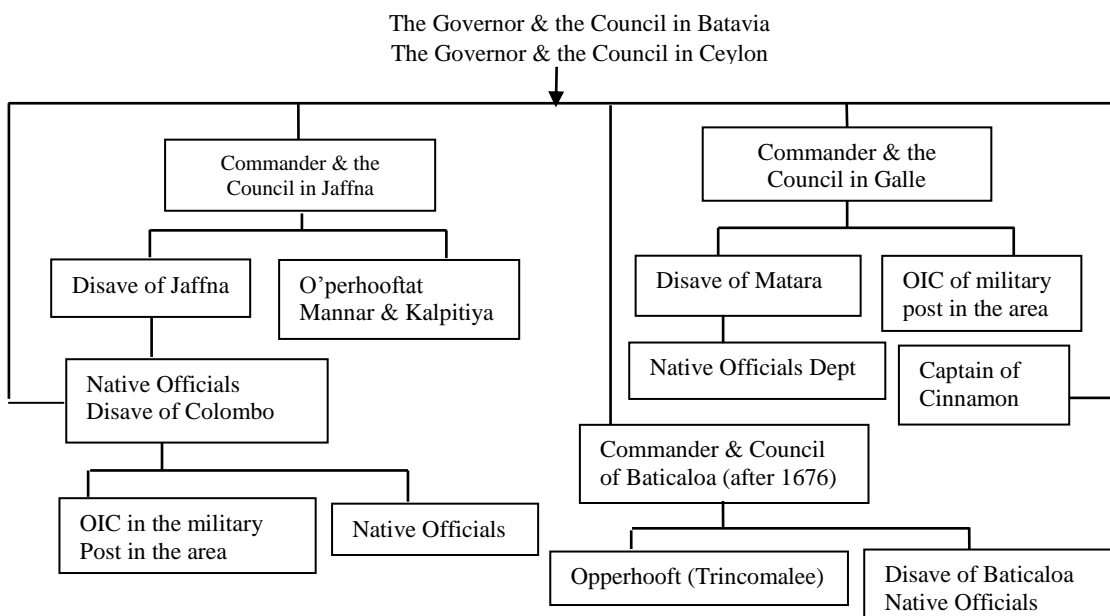 The Governor & the Council in Batavia
The Governor & the Council in Ceylon
Commander & the
Council in Jaffna
Commander & the
Council in Galle
Disave of Jaffna
O'perhooftat
Mannar & Kalpitiya
Disave of Matara
OIC of military
post in the area
Native Officials
Disave of Colombo
Native Officials Dept
Captain of
Cinnamon
Commander & Council
of Baticaloa (after 1676)
OIC in the military
Post in the area
Native Officials
Opperhooft (Trincomalee)
Disave of Baticaloa
Native Officials